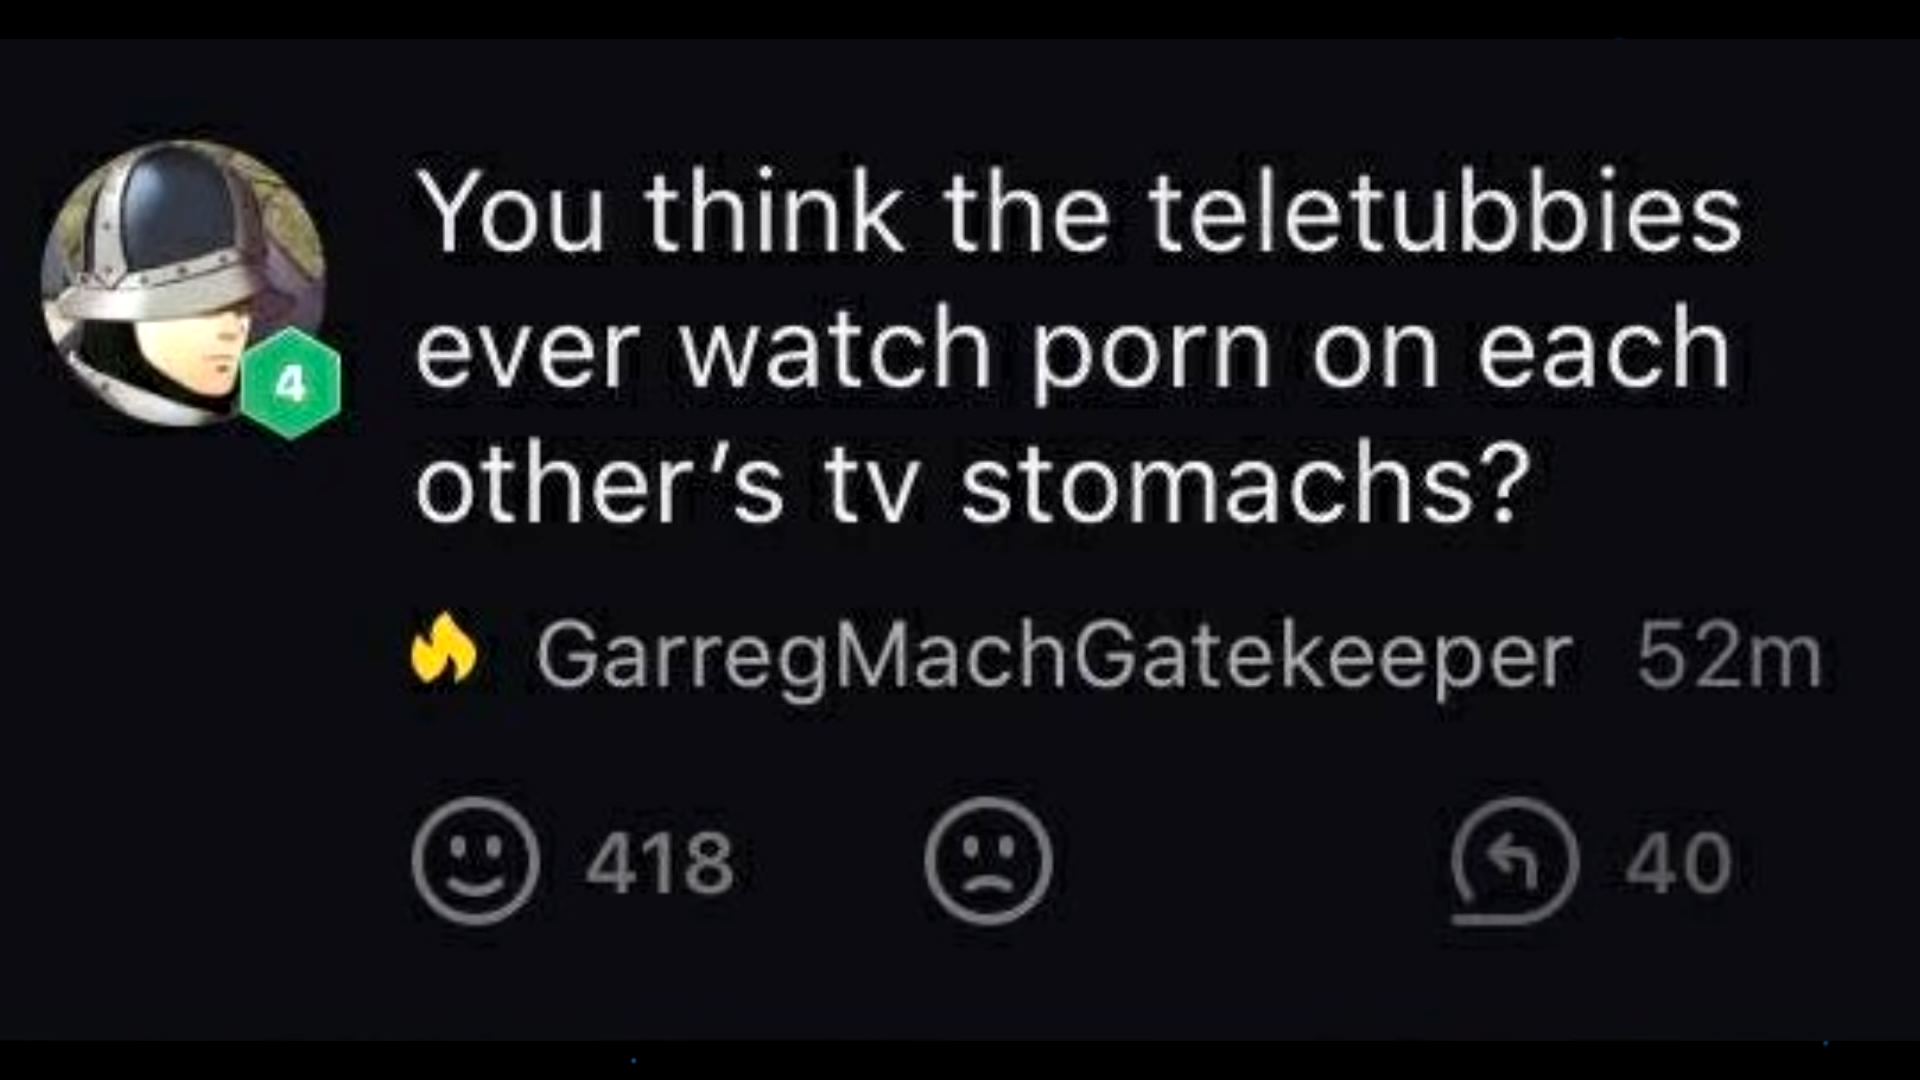 You think the teletubbies
ever watch porn on each
other's tv stomachs?
4
GarregMachGatekeeper 52m
418
40